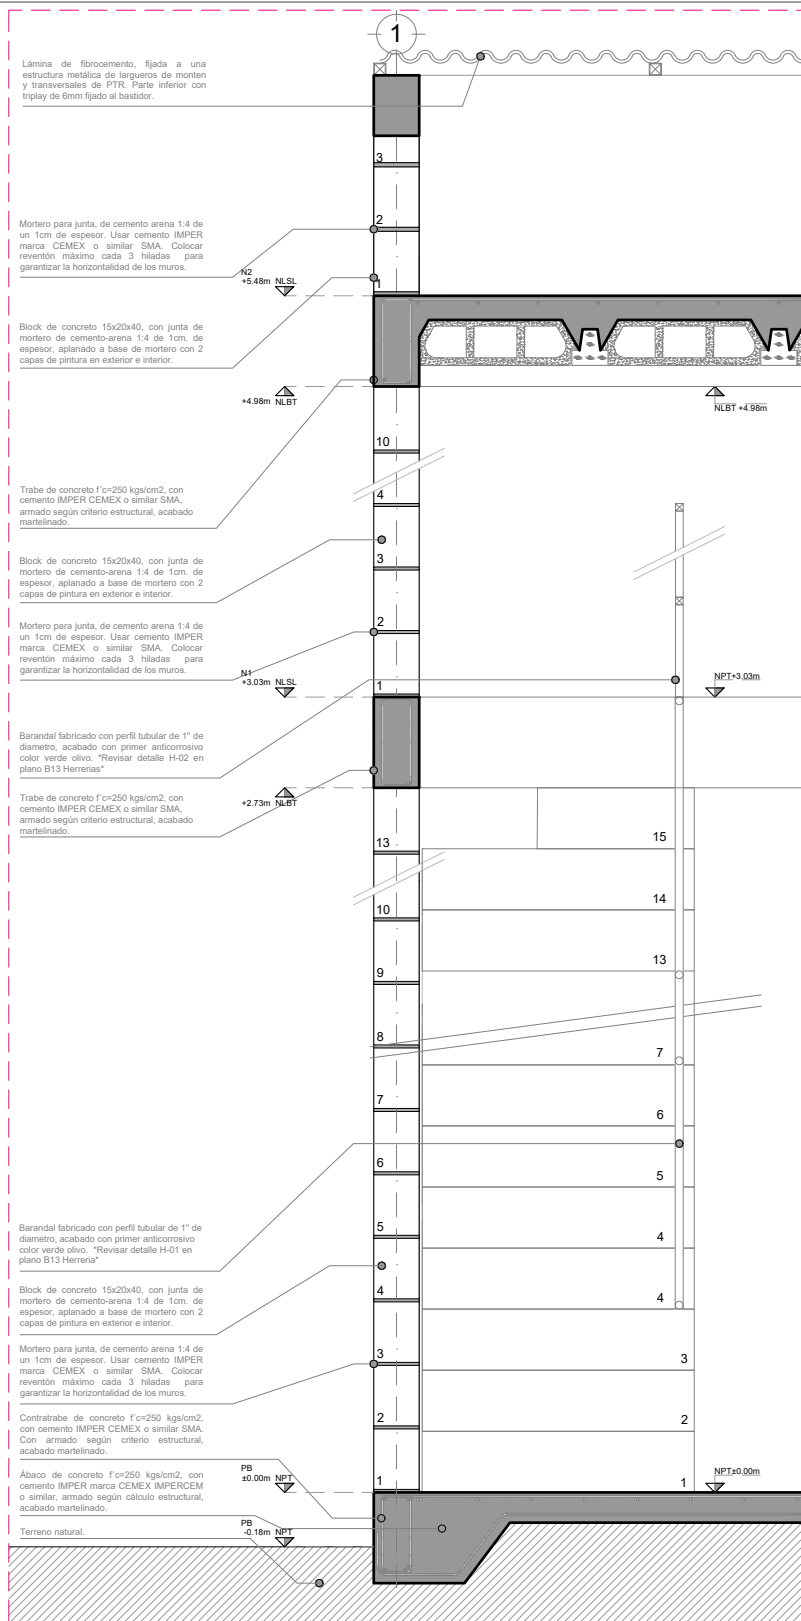 1
Lámina de fibrocemento, fijada a una
estructura metálica de largueros de monten
y transversales de PTR. Parte inferior con
triplay de 6mm fijado al bastidor.
3
Mortero para junta, de cemento arena 1:4 de
un 1cm de espesor. Usar cemento IMPER
marca CEMEX o similar SMA. Colocar
reventón máximo cada 3 hiladas para
garantizar la horizontalidad de los muros.
2
N2
+5.48m NLSL
1
Block de concreto 15x20x40, con junta de
mortero de cemento-arena 1:4 de 1cm. de
espesor, aplanado a base de mortero con 2
capas de pintura en exterior e interior.
+4.98m NLBT
NLBT +4.98m
10
4
Trabe de concreto f´c=250 kgs/cm2, con
cemento IMPER CEMEX o similar SMA,
armado según criterio estructural, acabado
martelinado.
3
Block de concreto 15x20x40, con junta de
mortero de cemento-arena 1:4 de 1cm. de
espesor, aplanado a base de mortero con 2
capas de pintura en exterior e interior.
2
Mortero para junta, de cemento arena 1:4 de
un 1cm de espesor. Usar cemento IMPER
marca CEMEX o similar SMA. Colocar
reventón máximo cada 3 hiladas para
garantizar la horizontalidad de los muros.
N1
+3.03m NLSL
1
NPT+3.03m
Barandal fabricado con perfil tubular de 1" de
diametro, acabado con primer anticorrosivo
color verde olivo. *Revisar detalle H-02 en
plano B13 Herrerias*
Trabe de concreto f´c=250 kgs/cm2, con
cemento IMPER CEMEX o similar SMA,
armado según criterio estructural, acabado
martelinado.
+2.73m NLBT
13
15
10
14
9
13
8
7
7
6
6
5
5
4
4
4
Barandal fabricado con perfil tubular de 1" de
diametro, acabado con primer anticorrosivo
color verde olivo. *Revisar detalle H-01 en
plano B13 Herreria*
Block de concreto 15x20x40, con junta de
mortero de cemento-arena 1:4 de 1cm. de
espesor, aplanado a base de mortero con 2
capas de pintura en exterior e interior.
3
3
Mortero para junta, de cemento arena 1:4 de
un 1cm de espesor. Usar cemento IMPER
marca CEMEX o similar SMA. Colocar
reventón máximo cada 3 hiladas para
garantizar la horizontalidad de los muros.
2
2
Contratrabe de concreto f´c=250 kgs/cm2,
con cemento IMPER CEMEX o similar SMA.
Con armado según criterio estructural,
acabado martelinado.
PB
±0.00m NPT
1
1
NPT±0.00m
Ábaco de concreto f´c=250 kgs/cm2, con
cemento IMPER marca CEMEX IMPERCEM
o similar, armado según cálculo estructural,
acabado martelinado.
PB
-0.18m NPT
Terreno natural.